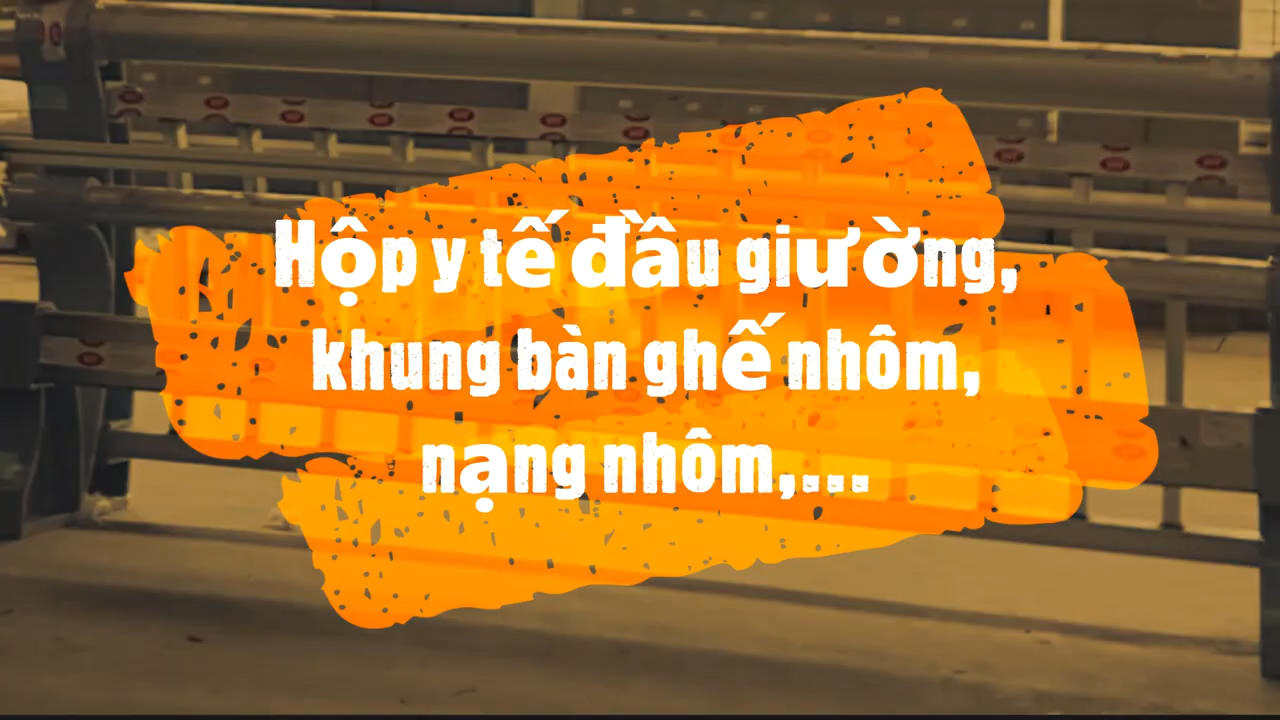 Hộp y tế đầu giường,
khung bàn ghế nhôm,
nạng nhôm,...